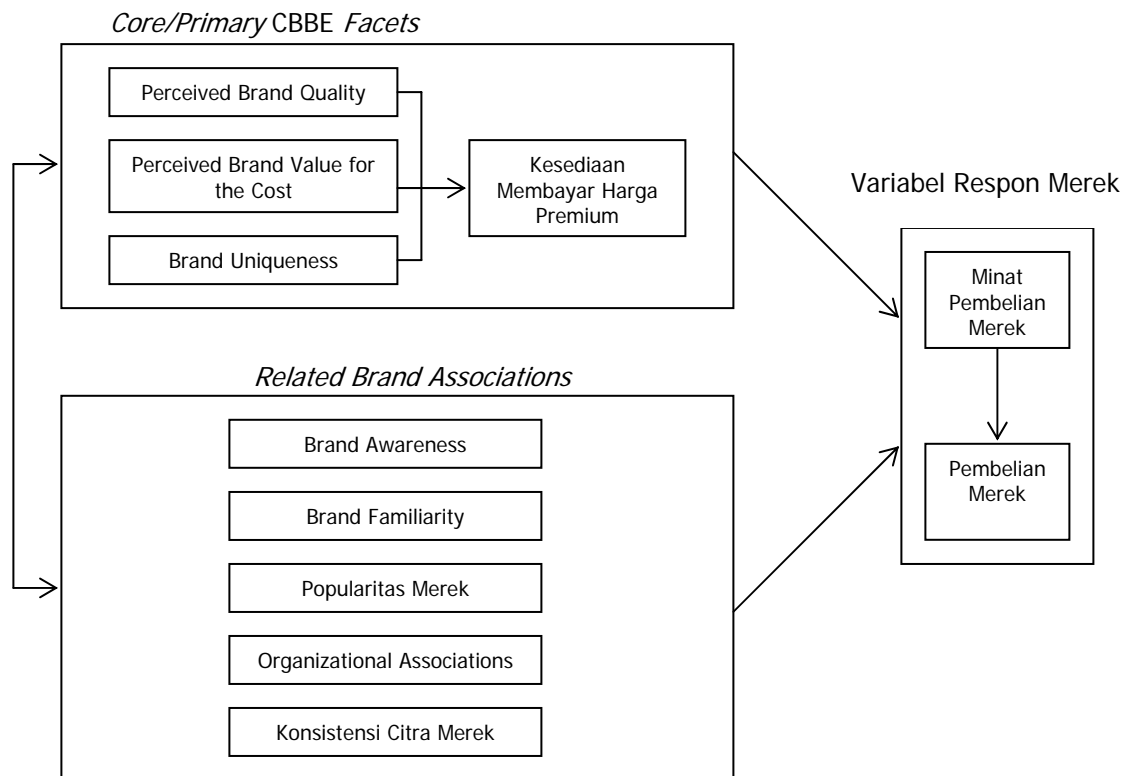 Core/Primary CBBE Facets
Perceived Brand Quality
Perceived Brand Value for
the Cost
Brand Uniqueness
Kesediaan
Membayar Harga
Premium
Variabel Respon Merek
Minat
Pembelian
Merek
Pembelian
Merek
Related Brand Associations
Brand Awareness
Brand Familiarity
Popularitas Merek
Organizational Associations
Konsistensi Citra Merek